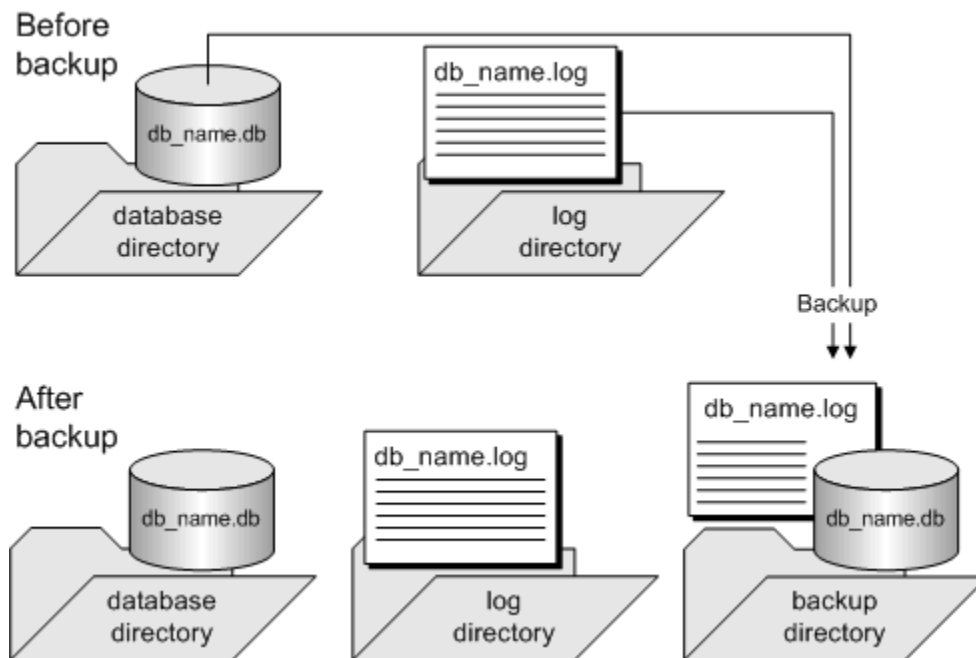 Before
backup
db_name.db
database
directory
db_name.log
log
directory
Backup
After
backup
db_name.db
database
directory
db_name.log
log
directory
db_name.log
db_name.db
backup
directory